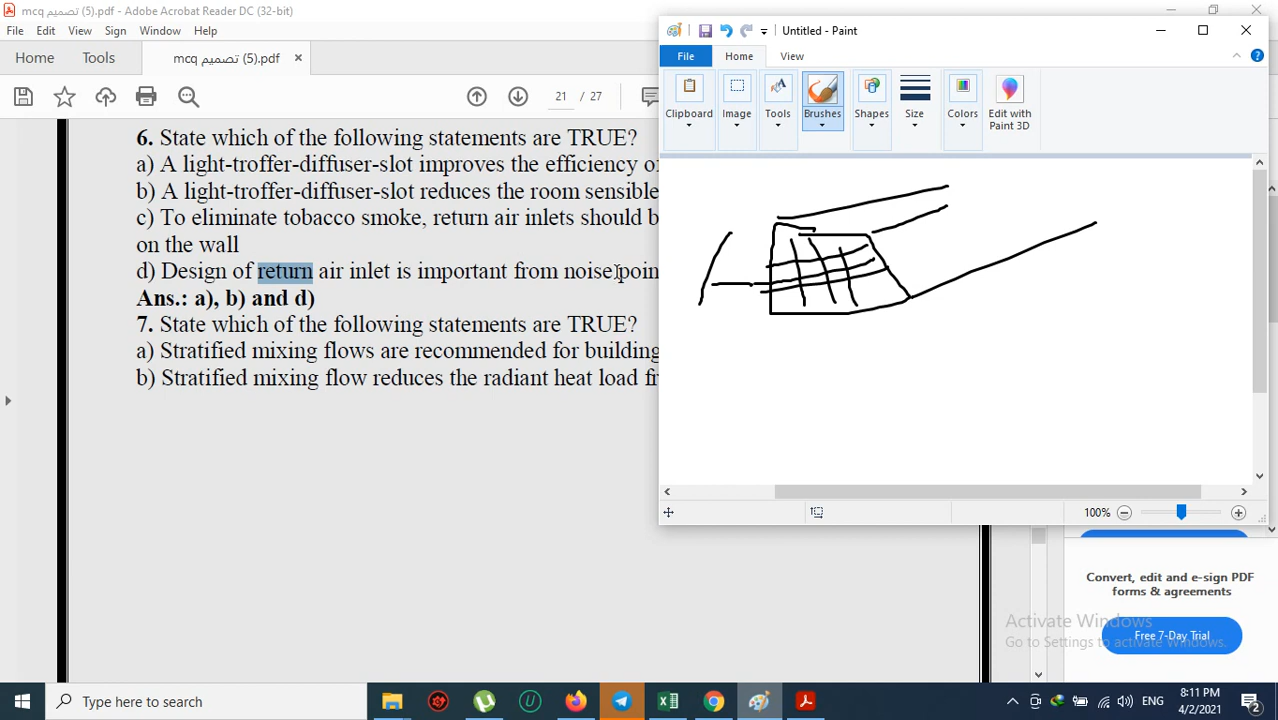 mcq تصميم (5).pdf - Adobe Acrobat Reader DC (32-bit)
File Edit View Sign Window Help
Home Tools mcq تصميم (5).pdf ×
21 / 27
6. State which of the following statements are TRUE?
a) A light-troffer-diffuser-slot improves the efficiency o
b) A light-troffer-diffuser-slot reduces the room sensible
c) To eliminate tobacco smoke, return air inlets should b
on the wall
d) Design of return air inlet is important from noise poin
Ans.: a), b) and d)
7. State which of the following statements are TRUE?
a) Stratified mixing flows are recommended for building
b) Stratified mixing flow reduces the radiant heat load fr
Untitled - Paint
File Home View
Clipboard Image Tools Brushes Shapes Size Colors Edit with
Paint 3D
100%
Convert, edit and e-sign PDF
forms & agreements
Free 7-Day Trial
Activate Windows
Go to Settings to activate Windows.
Type here to search
ENG
8:11 PM
4/2/2021
2